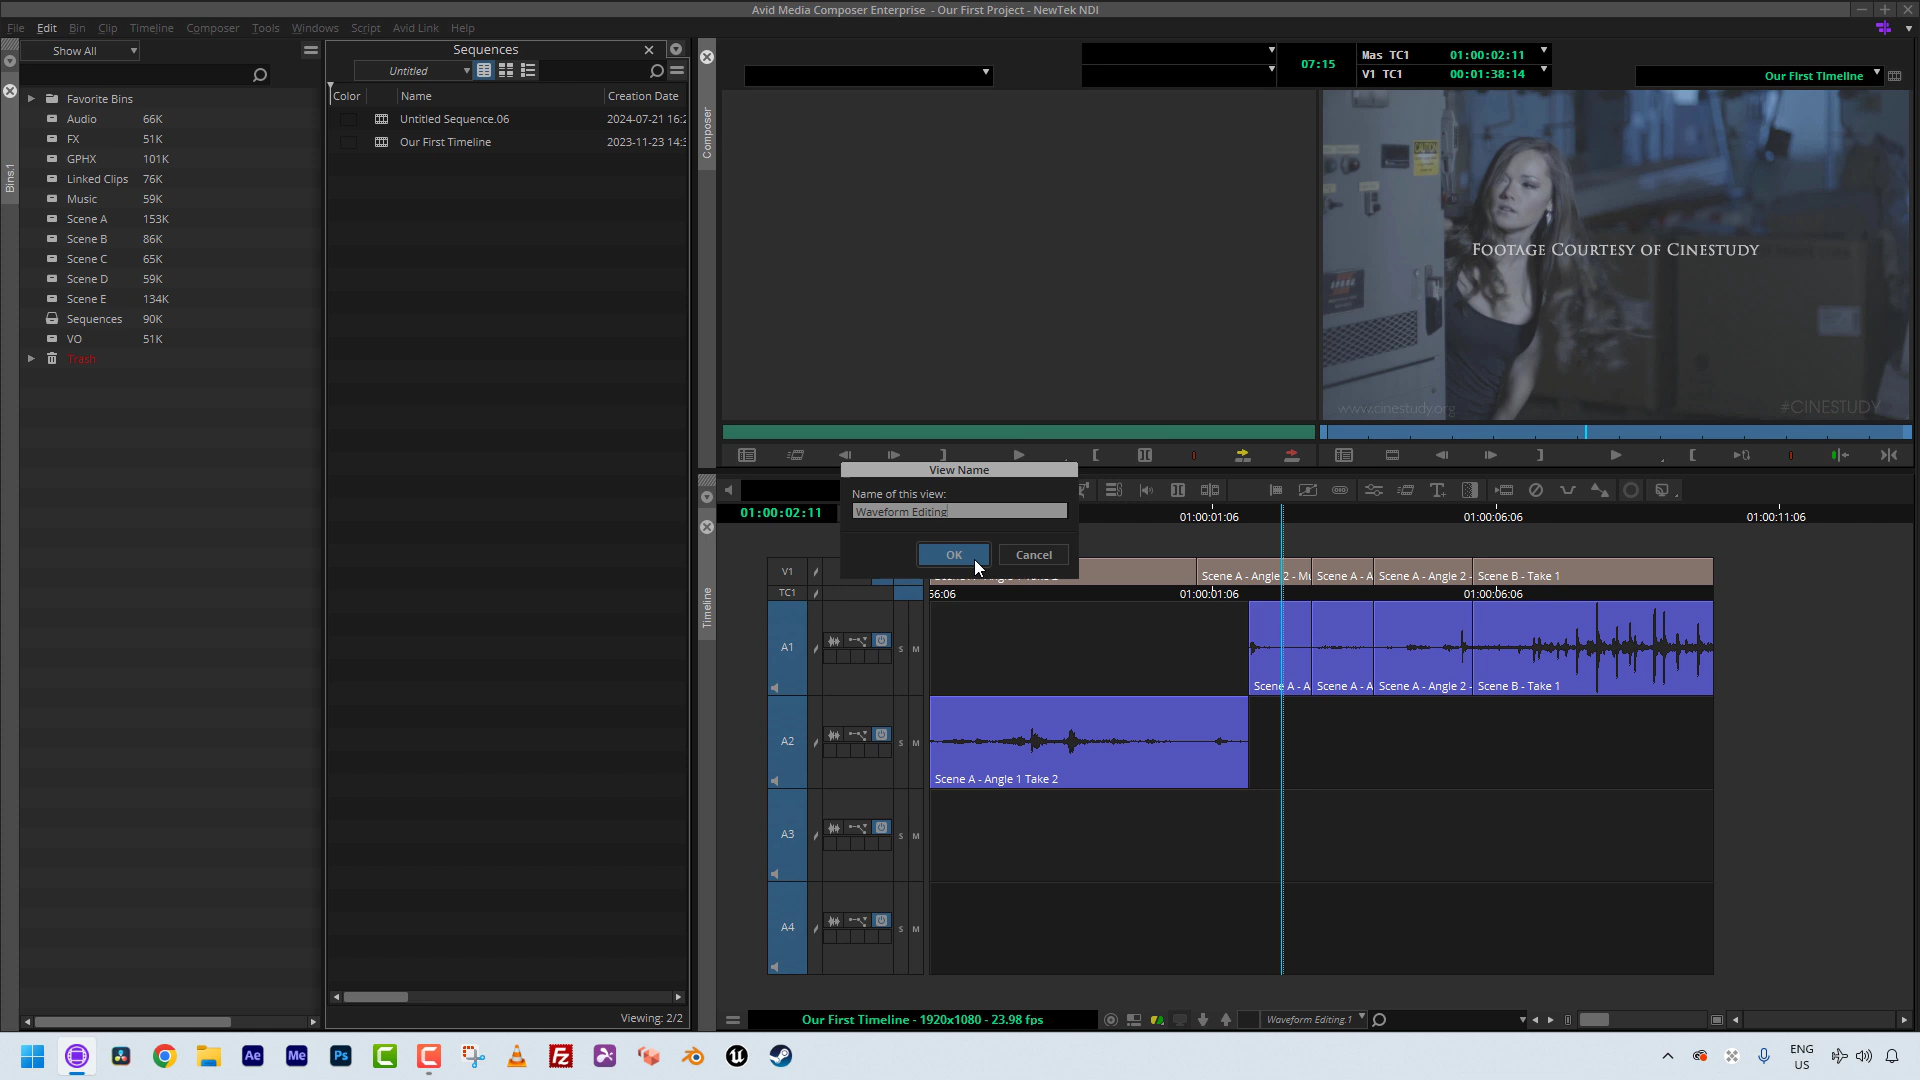 Avid Media Composer Enterprise - Our First Project - NewTek NDI
File Edit Bin Clip Timeline Composer Tools Windows Script Avid Link Help
Show All
Sequences
Untitled
Color Name Creation Date
Untitled Sequence.06 2024-07-21 16:2
Our First Timeline 2023-11-23 14:3
Viewing: 2/2
Bins.1
Favorite Bins
Audio 66K
FX 51K
GPHX 101K
Linked Clips 76K
Music 59K
Scene A 153K
Scene B 86K
Scene C 65K
Scene D 59K
Scene E 134K
Sequences 90K
VO 51K
Trash
Composer
07:15
Mas TC1 01:00:02:11
V1 TC1 00:01:38:14
Our First Timeline
CAUTION
Footage Courtesy of Cinestudy
www.cinestudy.org
#CINESTUDY
View Name
Name of this view:
Waveform Editing
OK Cancel
Timeline
01:00:02:11
01:00:01:06 01:00:06:06 01:00:11:06
V1
Scene A - Angle 2 - Mu Scene A - A Scene A - Angle 2 - Scene B - Take 1
TC1
56:06 01:00:01:06 01:00:06:06
A1
S M
Scene A - A Scene A - A Scene A - Angle 2 - Scene B - Take 1
A2
S M
Scene A - Angle 1 Take 2
A3
S M
A4
S M
Our First Timeline - 1920x1080 - 23.98 fps
Waveform Editing.1
Ae Me Ps C C Fz
ENG
US